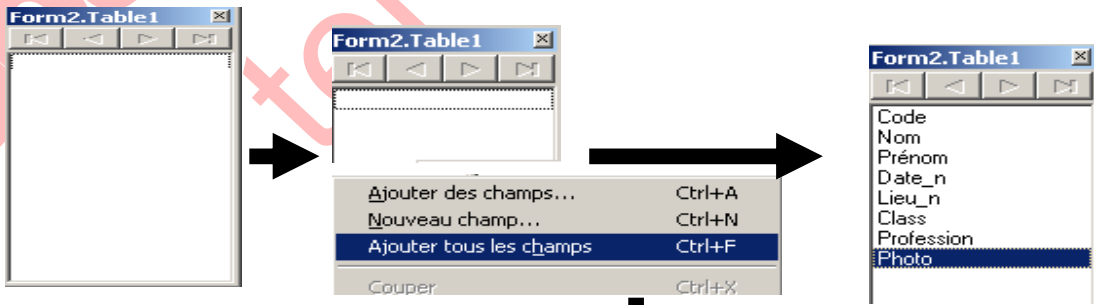 Form2.Table1
Form2.Table1
Ajouter des champs... Ctrl+A
Nouveau champ... Ctrl+N
Ajouter tous les champs Ctrl+F
Couper Ctrl+X
Form2.Table1
Code
Nom
Prénom
Date_n
Lieu_n
Class
Profession
Photo